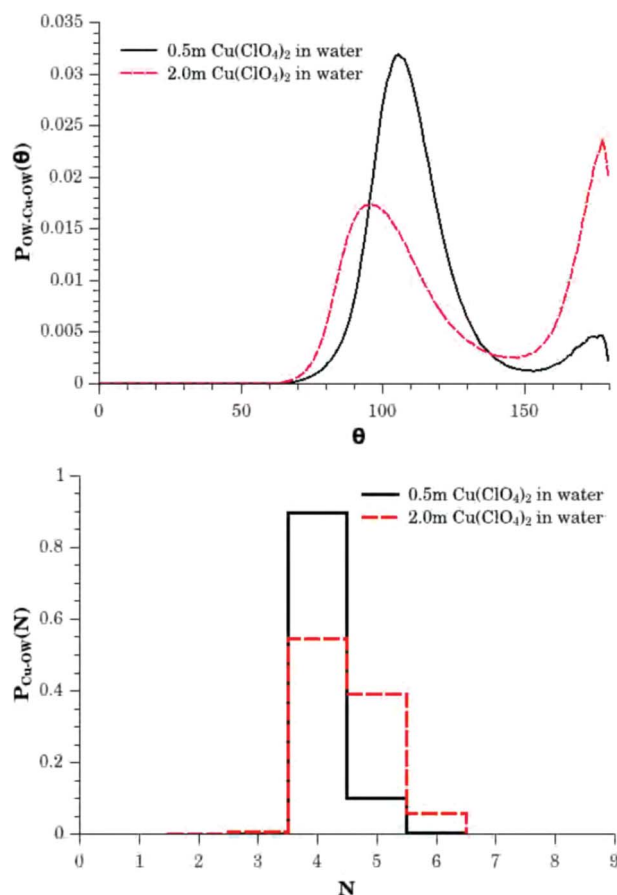 0.035
0.03
0.025
0.02
0.015
0.01
0.005
0
P_OW-Cu-OW(θ)
0.5m Cu(ClO₄)₂ in water
2.0m Cu(ClO₄)₂ in water
0 50 100 150
θ
1
0.8
0.6
0.4
0.2
0
P_Cu-OW(N)
0.5m Cu(ClO₄)₂ in water
2.0m Cu(ClO₄)₂ in water
0 1 2 3 4 5 6 7 8 9
N